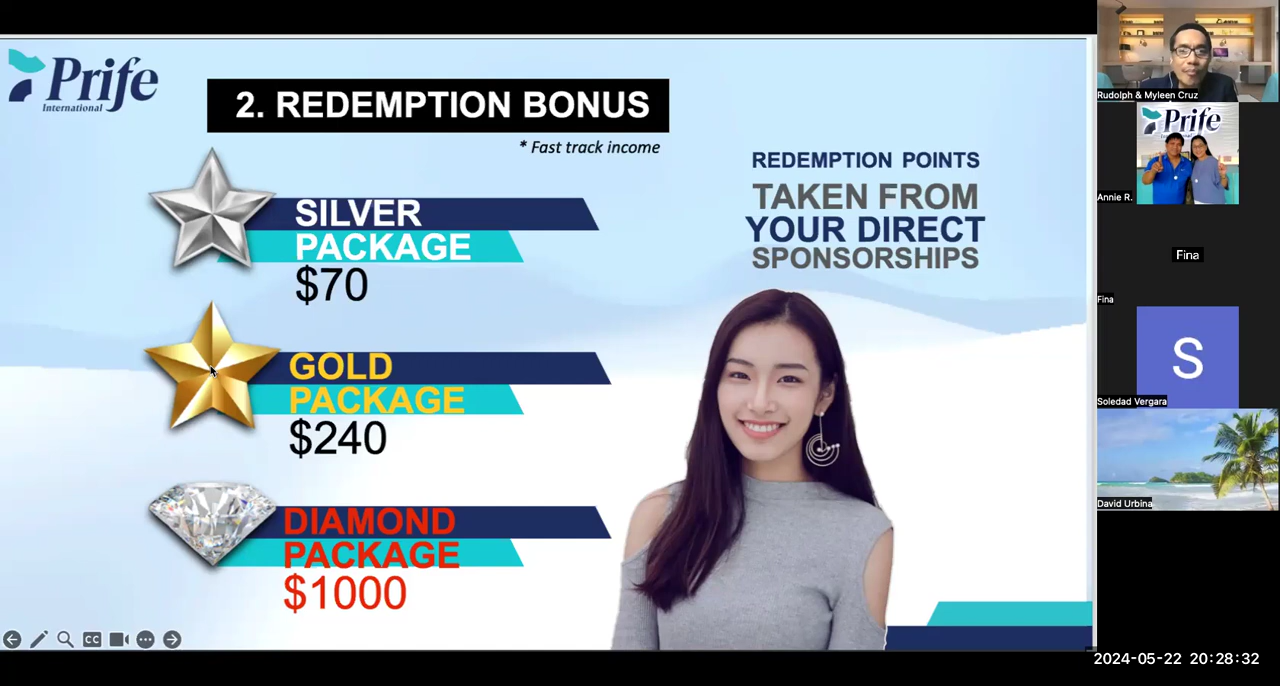 Prife
International
2. REDEMPTION BONUS
* Fast track income
SILVER
PACKAGE
$70
GOLD
PACKAGE
$240
DIAMOND
PACKAGE
$1000
REDEMPTION POINTS
TAKEN FROM
YOUR DIRECT
SPONSORSHIPS
CC
Rudolph & Myleen Cruz
Prife
Annie R.
Fina
Fina
S
Soledad Vergara
David Urbina
2024-05-22 20:28:32